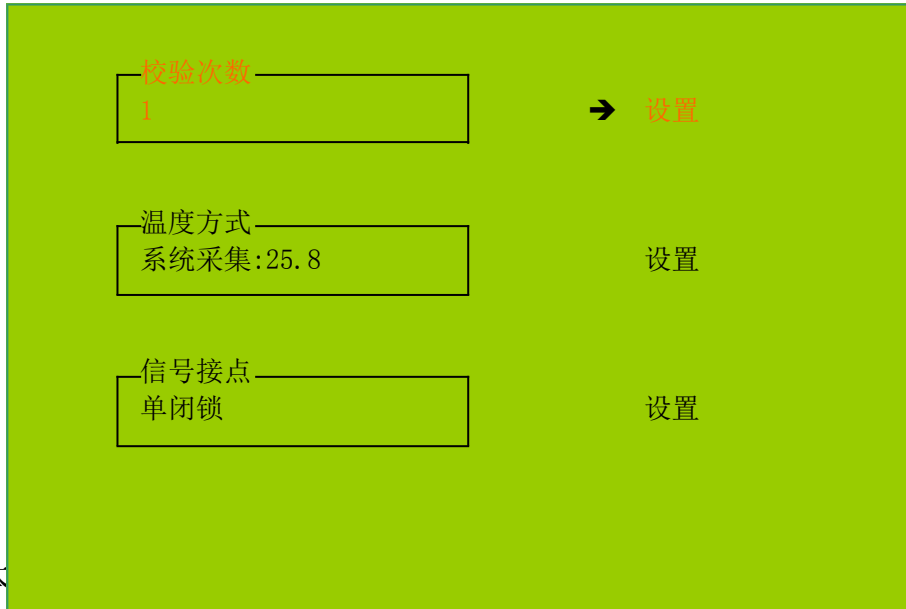 校验次数
1 ➔ 设置
温度方式
系统采集:25.8 设置
信号接点
单闭锁 设置